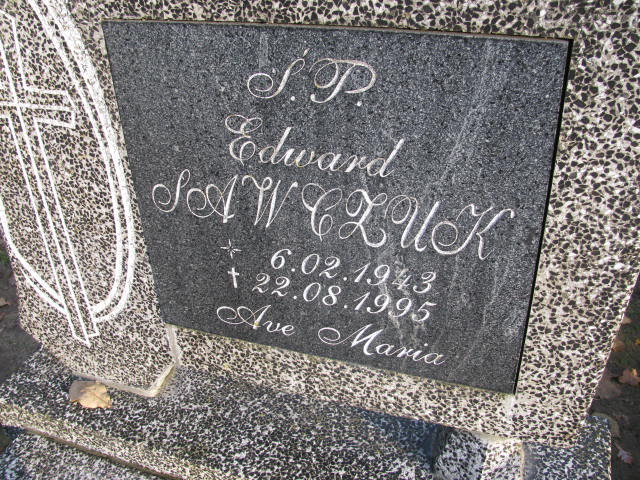 Ś.P.
Edward
SAWCZUK
6.02.1943
22.08.1995
Ave Maria